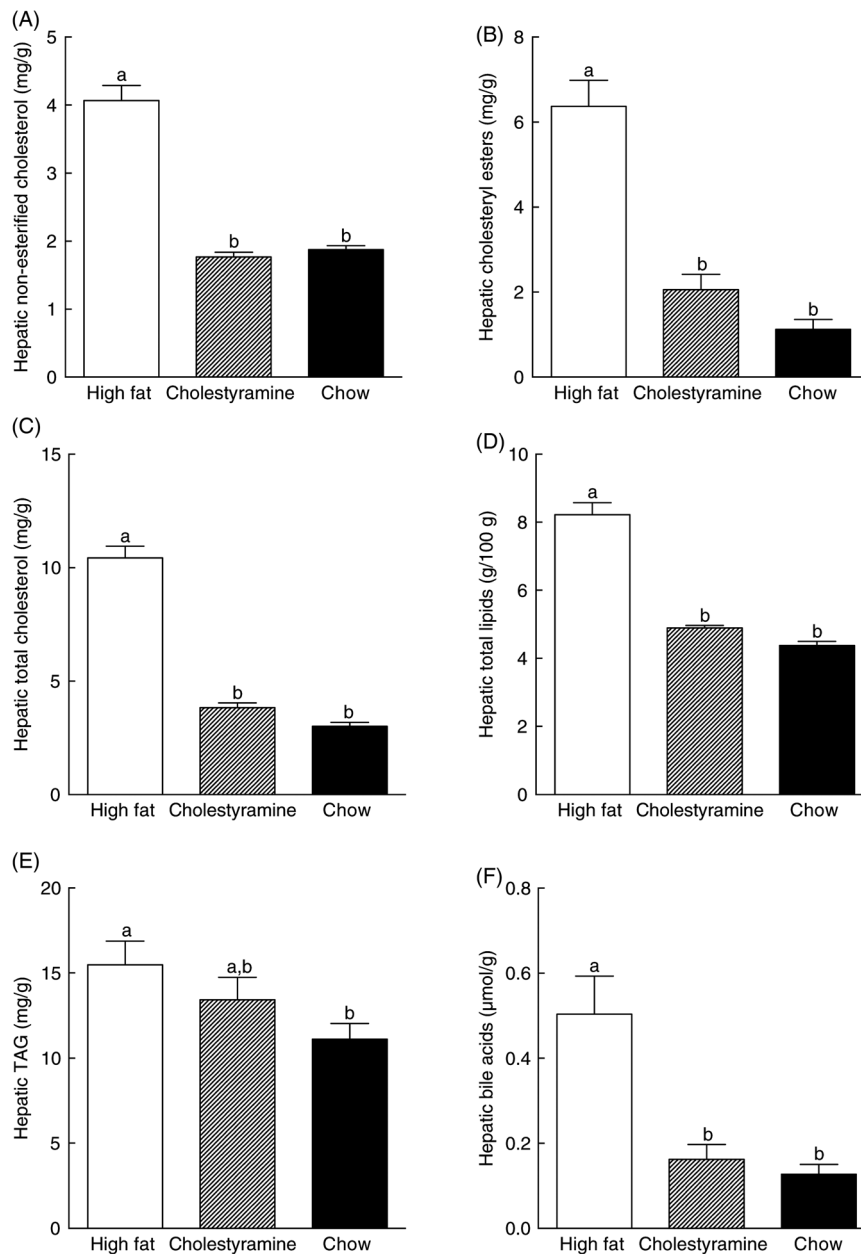 (A)
Hepatic non-esterified cholesterol (mg/g)
5
4
3
2
1
0
a
b
b
High fat Cholestyramine Chow
(B)
Hepatic cholesteryl esters (mg/g)
8
6
4
2
0
a
b
b
High fat Cholestyramine Chow
(C)
Hepatic total cholesterol (mg/g)
15
10
5
0
a
b
b
High fat Cholestyramine Chow
(D)
Hepatic total lipids (g/100 g)
10
8
6
4
2
0
a
b
b
High fat Cholestyramine Chow
(E)
Hepatic TAG (mg/g)
20
15
10
5
0
a
a,b
b
High fat Cholestyramine Chow
(F)
Hepatic bile acids (μmol/g)
0.8
0.6
0.4
0.2
0.0
a
b
b
High fat Cholestyramine Chow